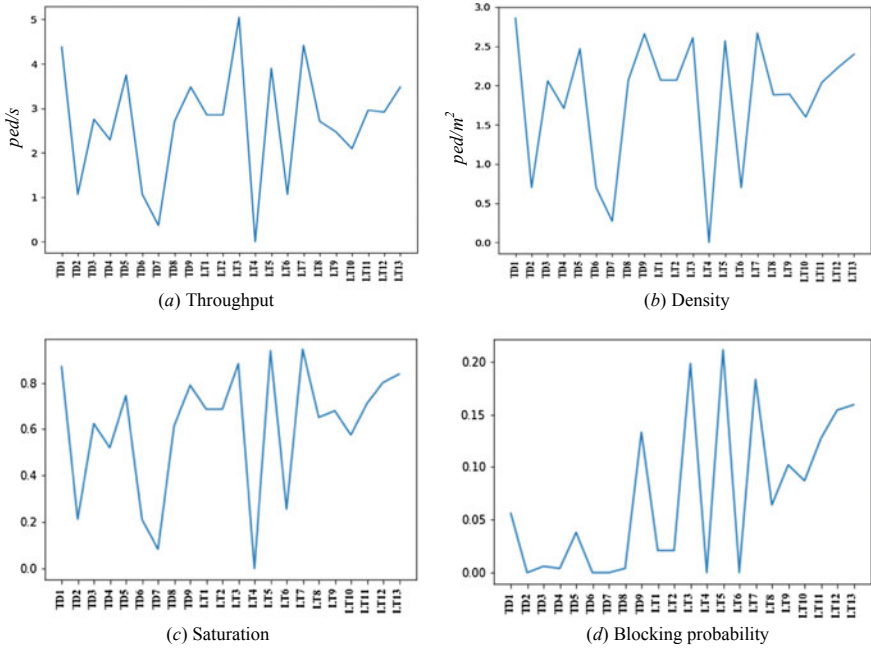 5
4
3
2
1
0
ped/s
TD1 TD2 TD3 TD4 TD5 TD6 TD7 TD8 TD9 LT1 LT2 LT3 LT4 LT5 LT6 LT7 LT8 LT9 LT10 LT11 LT12 LT13
(a) Throughput
3.0
2.5
2.0
1.5
1.0
0.5
0.0
ped/m²
TD1 TD2 TD3 TD4 TD5 TD6 TD7 TD8 TD9 LT1 LT2 LT3 LT4 LT5 LT6 LT7 LT8 LT9 LT10 LT11 LT12 LT13
(b) Density
0.8
0.6
0.4
0.2
0.0
TD1 TD2 TD3 TD4 TD5 TD6 TD7 TD8 TD9 LT1 LT2 LT3 LT4 LT5 LT6 LT7 LT8 LT9 LT10 LT11 LT12 LT13
(c) Saturation
0.20
0.15
0.10
0.05
0.00
TD1 TD2 TD3 TD4 TD5 TD6 TD7 TD8 TD9 LT1 LT2 LT3 LT4 LT5 LT6 LT7 LT8 LT9 LT10 LT11 LT12 LT13
(d) Blocking probability